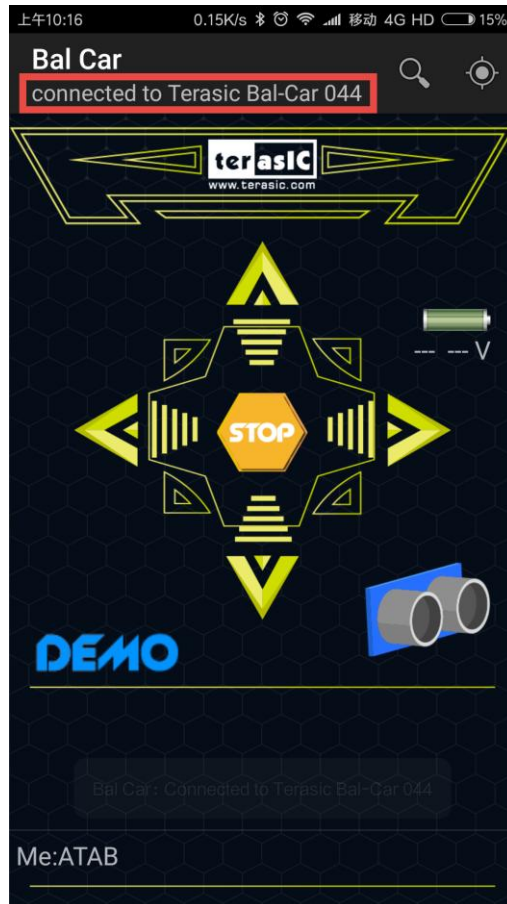 上午10:16 0.15K/s 移动 4G HD 15%
Bal Car
connected to Terasic Bal-Car 044
terasIC
www.terasic.com
--- --- V
STOP
DEMO
Bal Car: Connected to Terasic Bal-Car 044
Me:ATAB